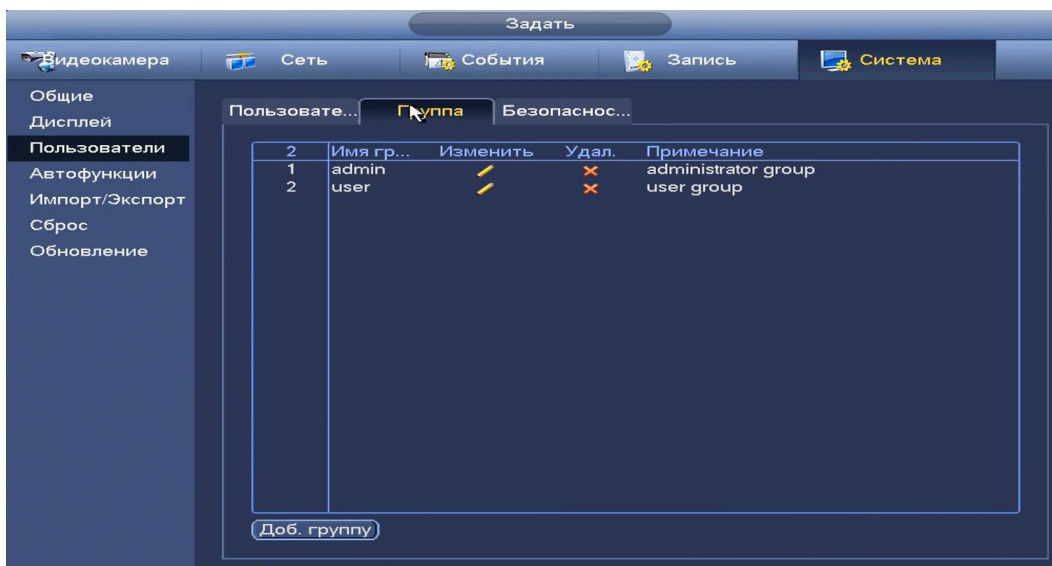 Задать
Видеокамера Сеть События Запись Система
Общие
Дисплей
Пользователи
Автофункции
Импорт/Экспорт
Сброс
Обновление
Пользовате... Группа Безопаснос...
2 Имя гр... Изменить Удал. Примечание
1 admin administrator group
2 user user group
Доб. группу